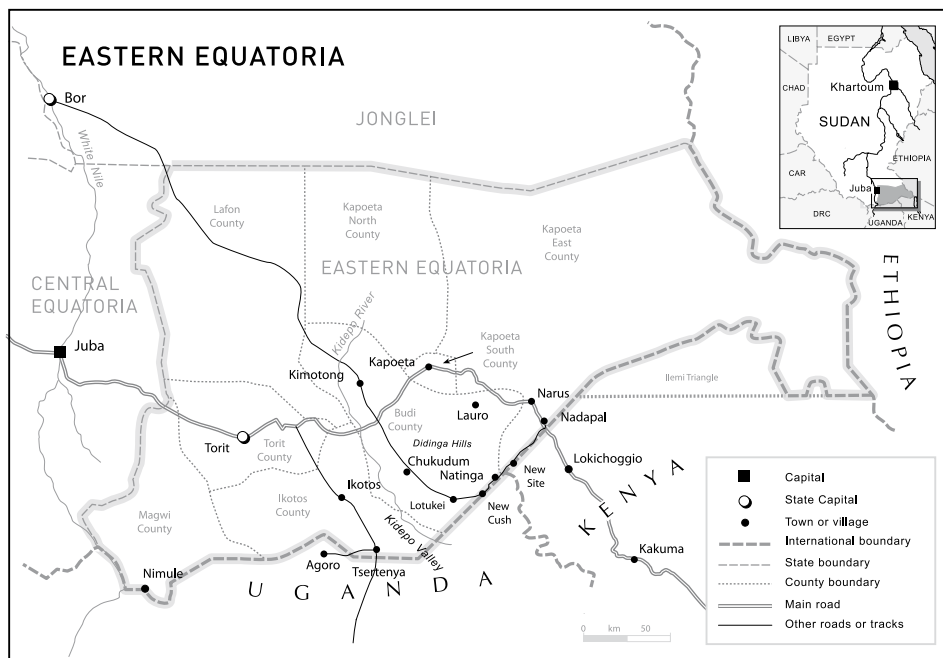 EASTERN EQUATORIA
Bor
White Nile
JONGLEI
Lafon
County
Kapoeta
North
County
Kapoeta
East
County
EASTERN EQUATORIA
CENTRAL
EQUATORIA
Juba
Kidepo River
Kapoeta
Kapoeta
South
County
Kimotong
Budi
County
Lauro
Narus
Nadapal
Ilemi Triangle
ETHIOPIA
Torit
Torit
County
Didinga Hills
Chukudum
Natinga
New
Site
Lokichoggio
KENYA
Ikotos
Ikotos
County
Lotukei
New
Cush
Magwi
County
Kidepo Valley
Agoro
Tsertenya
Kakuma
Nimule
UGANDA
0 km 50
LIBYA
EGYPT
Khartoum
CHAD
SUDAN
ETHIOPIA
CAR
Juba
DRC
UGANDA
KENYA
Capital
State Capital
Town or village
International boundary
State boundary
County boundary
Main road
Other roads or tracks